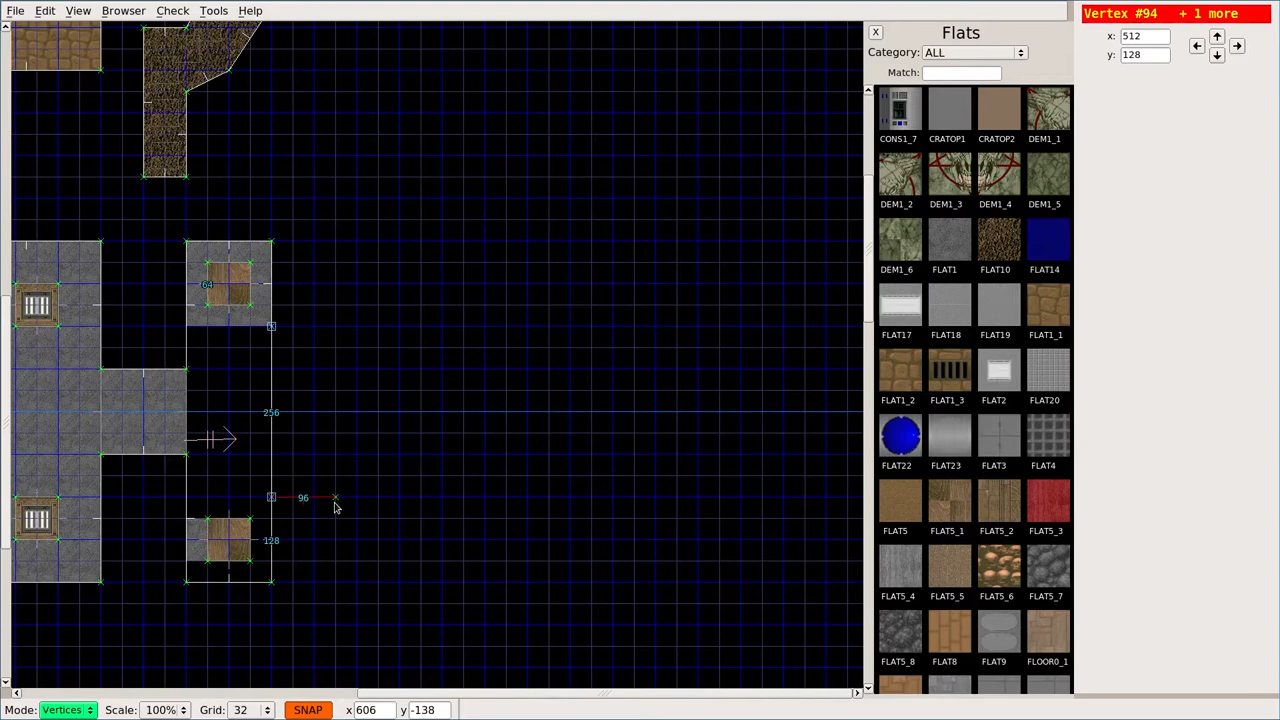 File Edit View Browser Check Tools Help
Vertex #94 + 1 more
x: 512
y: 128
X Flats
Category: ALL
Match:
CONS1_7 CRATOP1 CRATOP2 DEM1_1
DEM1_2 DEM1_3 DEM1_4 DEM1_5
DEM1_6 FLAT1 FLAT10 FLAT14
FLAT17 FLAT18 FLAT19 FLAT1_1
FLAT1_2 FLAT1_3 FLAT2 FLAT20
FLAT22 FLAT23 FLAT3 FLAT4
FLAT5 FLAT5_1 FLAT5_2 FLAT5_3
FLAT5_4 FLAT5_5 FLAT5_6 FLAT5_7
FLAT5_8 FLAT8 FLAT9 FLOOR0_1
64
256
96
128
Mode: Vertices Scale: 100% Grid: 32 SNAP x 606 y -138